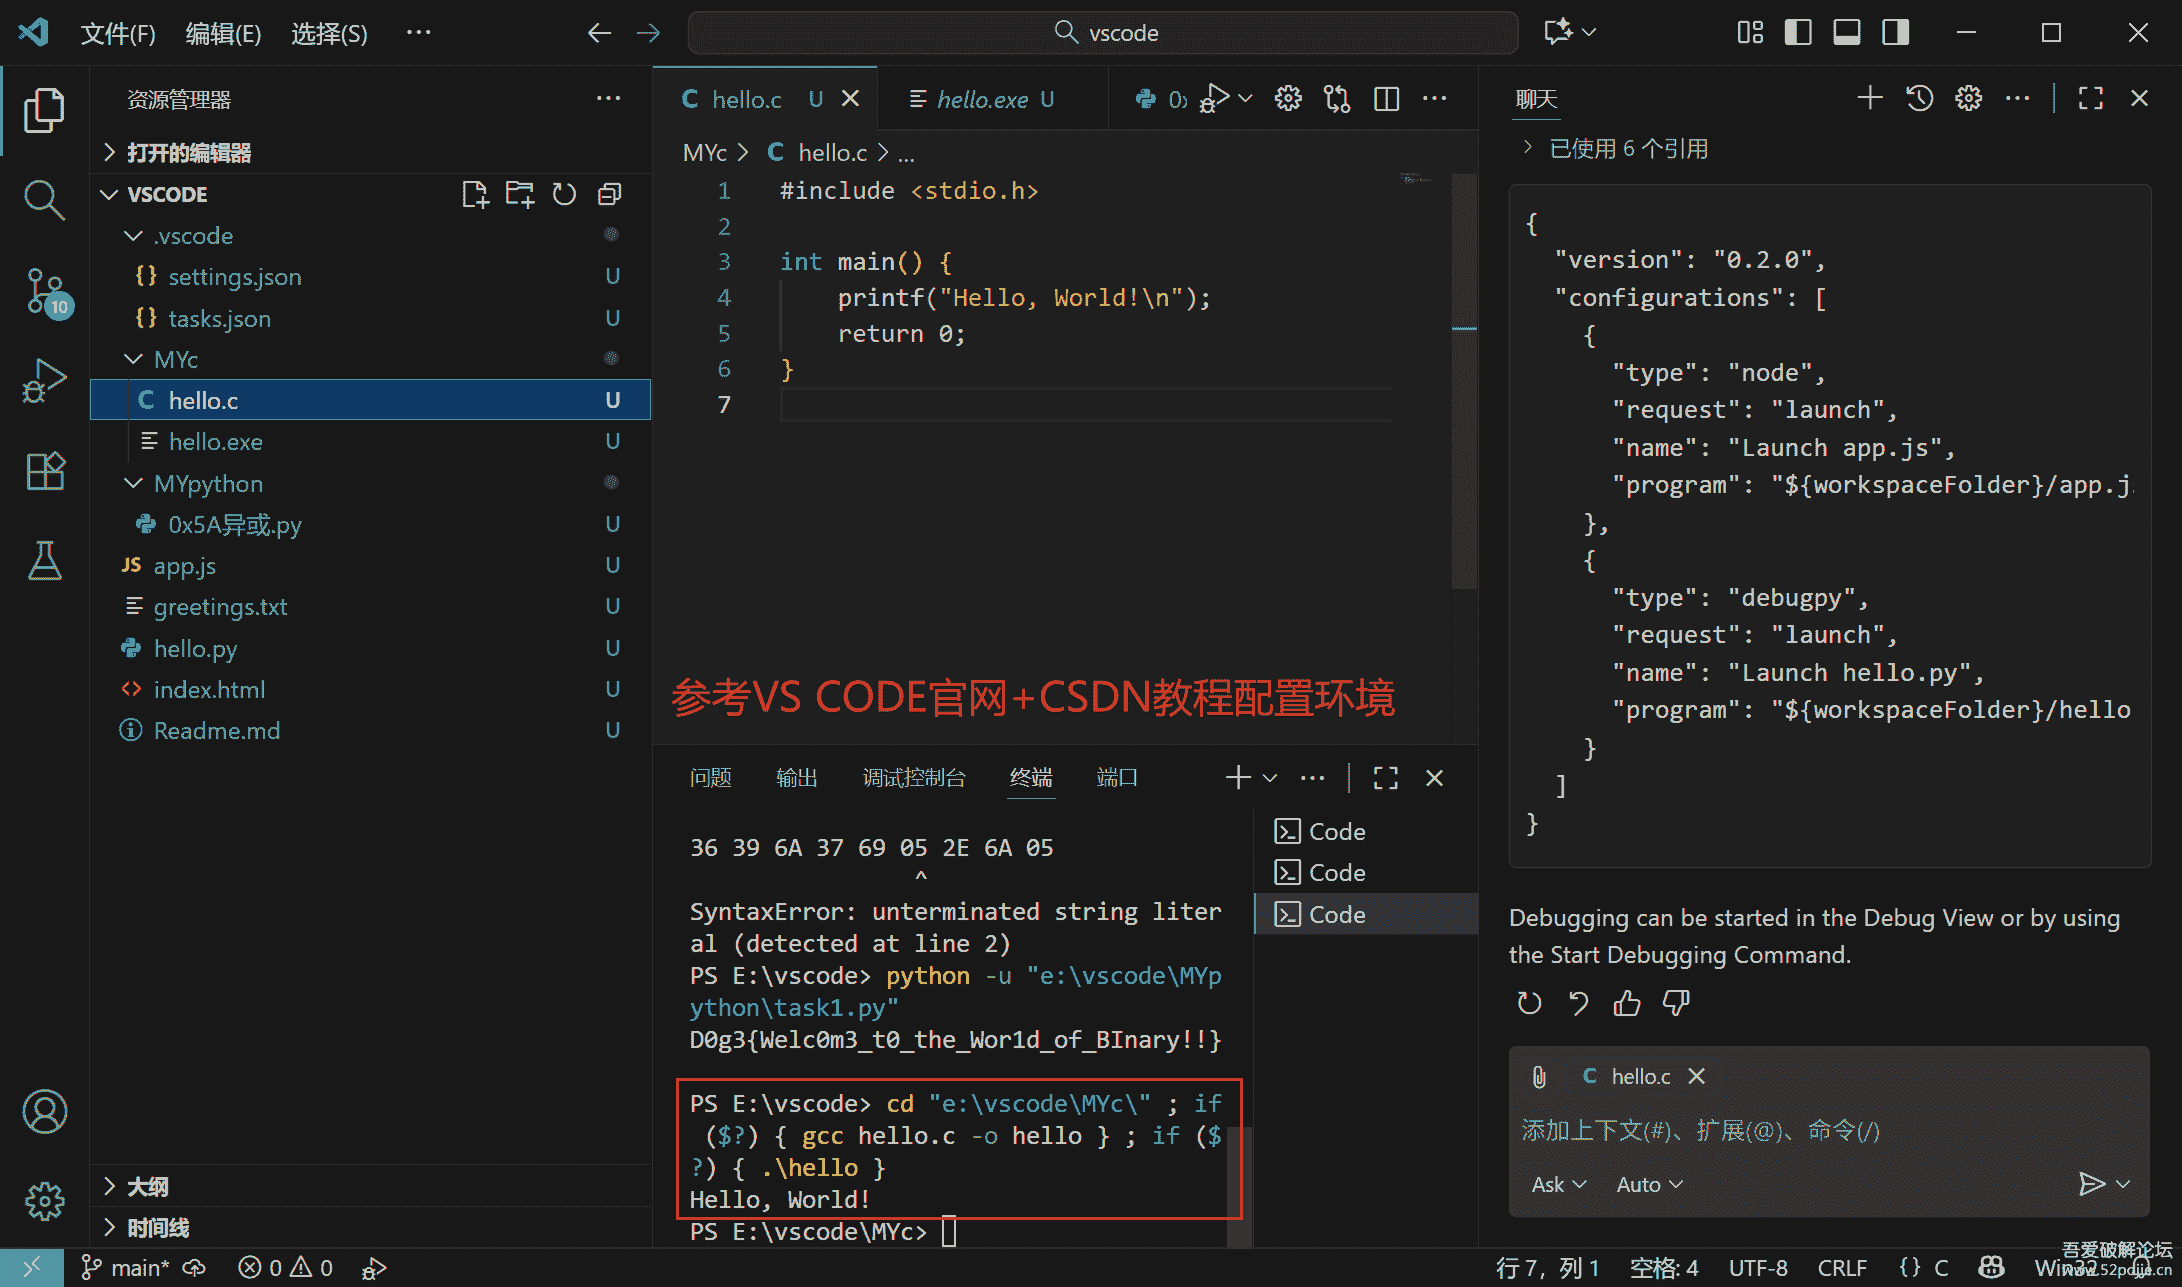 文件(F) 编辑(E) 选择(S) ··· vscode
资源管理器 ···
打开的编辑器
VSCODE
.vscode
{} settings.json U
{} tasks.json U
MYc
C hello.c U
hello.exe U
MYpython
0x5A异或.py U
JS app.js U
greetings.txt U
hello.py U
<> index.html U
Readme.md U
大纲
时间线
10
C hello.c U
hello.exe U
0x
MYc > C hello.c > ...
1 #include <stdio.h>
2
3 int main() {
4 printf("Hello, World!\n");
5 return 0;
6 }
7
参考VS CODE官网+CSDN教程配置环境
问题 输出 调试控制台 终端 端口
36 39 6A 37 69 05 2E 6A 05
^
SyntaxError: unterminated string liter
al (detected at line 2)
PS E:\vscode> python -u "e:\vscode\MYp
ython\task1.py"
D0g3{Welc0m3_t0_the_Wor1d_of_BInary!!}
PS E:\vscode> cd "e:\vscode\MYc\" ; if
($?) { gcc hello.c -o hello } ; if ($
?) { .\hello }
Hello, World!
PS E:\vscode\MYc>
Code
Code
Code
聊天
已使用 6 个引用
{
"version": "0.2.0",
"configurations": [
{
"type": "node",
"request": "launch",
"name": "Launch app.js",
"program": "${workspaceFolder}/app.j
},
{
"type": "debugpy",
"request": "launch",
"name": "Launch hello.py",
"program": "${workspaceFolder}/hello
}
]
}
Debugging can be started in the Debug View or by using
the Start Debugging Command.
C hello.c
添加上下文(#)、扩展(@)、命令(/)
Ask Auto
main* 0 0 行 7，列 1 空格: 4 UTF-8 CRLF {} C Win32
吾爱破解论坛
www.52pojie.cn